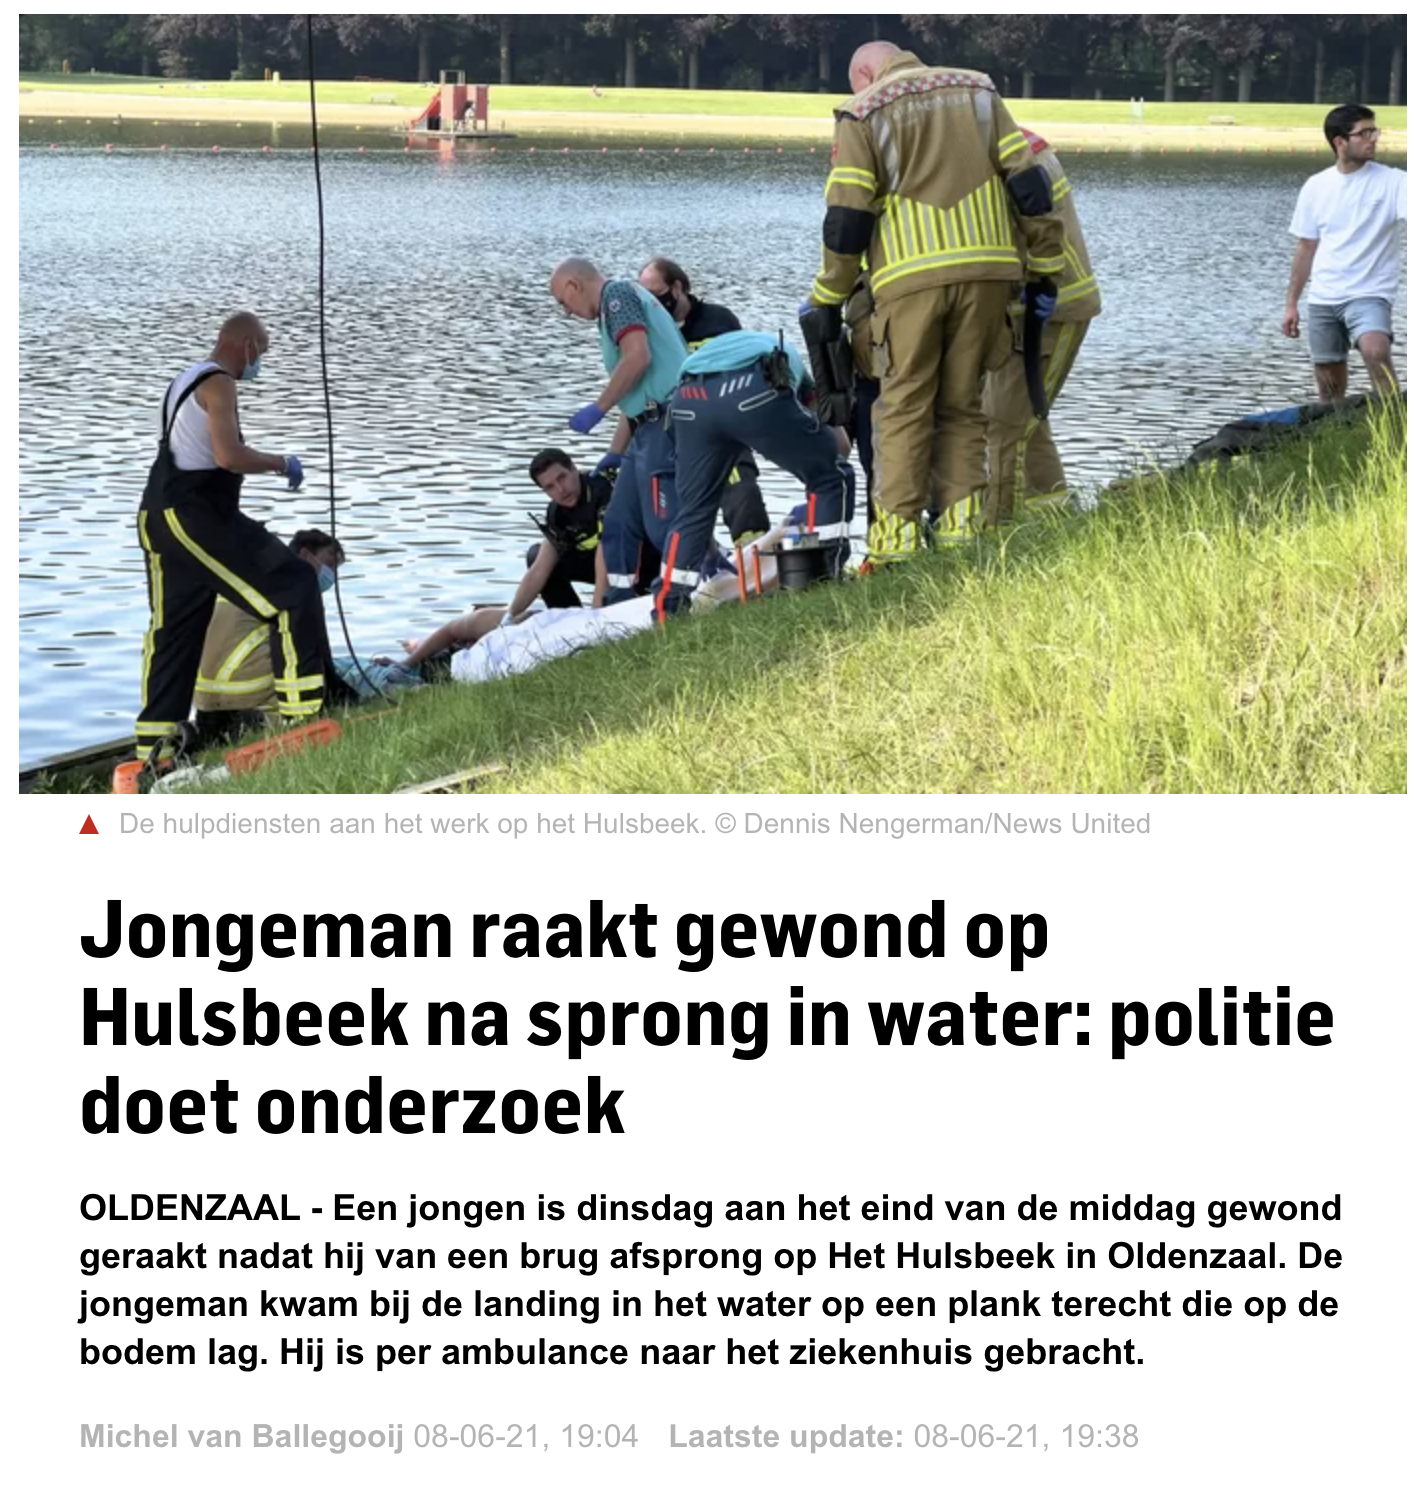 De hulpdiensten aan het werk op het Hulsbeek. © Dennis Nengerman/News United
Jongeman raakt gewond op
Hulsbeek na sprong in water: politie
doet onderzoek
OLDENZAAL - Een jongen is dinsdag aan het eind van de middag gewond
geraakt nadat hij van een brug afsprong op Het Hulsbeek in Oldenzaal. De
jongeman kwam bij de landing in het water op een plank terecht die op de
bodem lag. Hij is per ambulance naar het ziekenhuis gebracht.
Michel van Ballegooij 08-06-21, 19:04 Laatste update: 08-06-21, 19:38